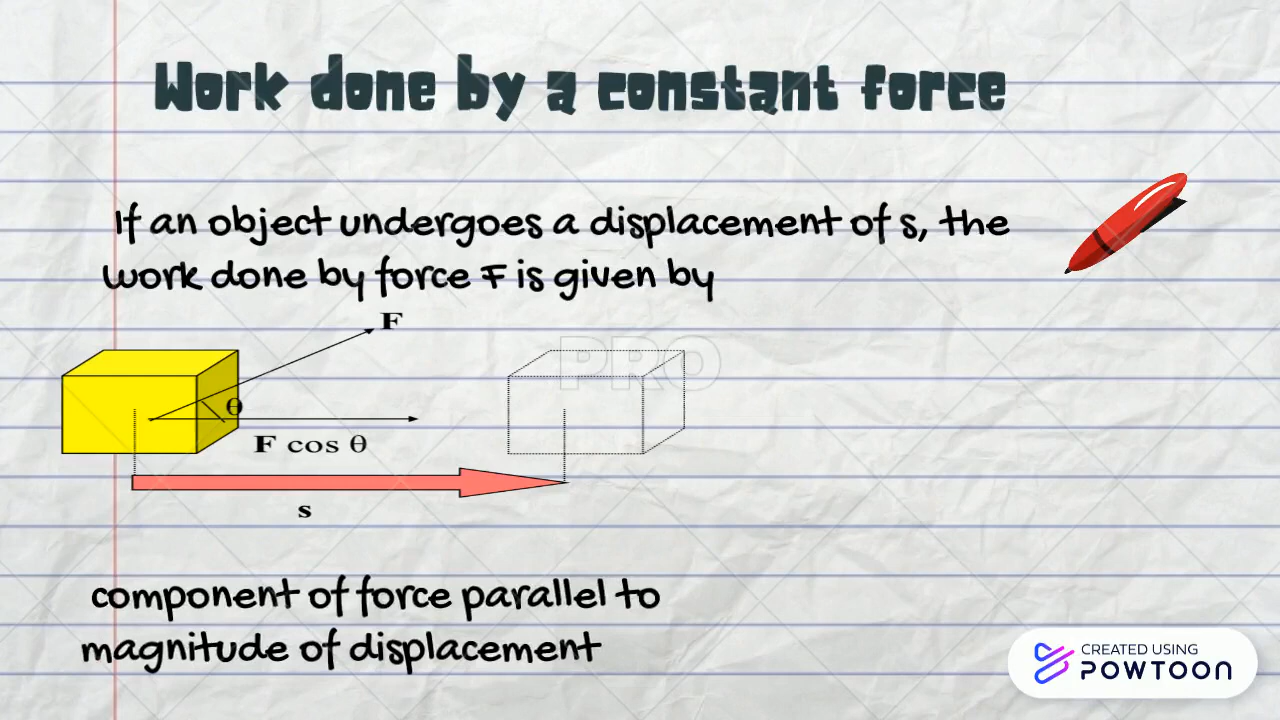 Work done by a constant force
If an object undergoes a displacement of s, the
work done by force F is given by
F
PRO
θ
F cos θ
s
component of force parallel to
magnitude of displacement
CREATED USING
POWTOON